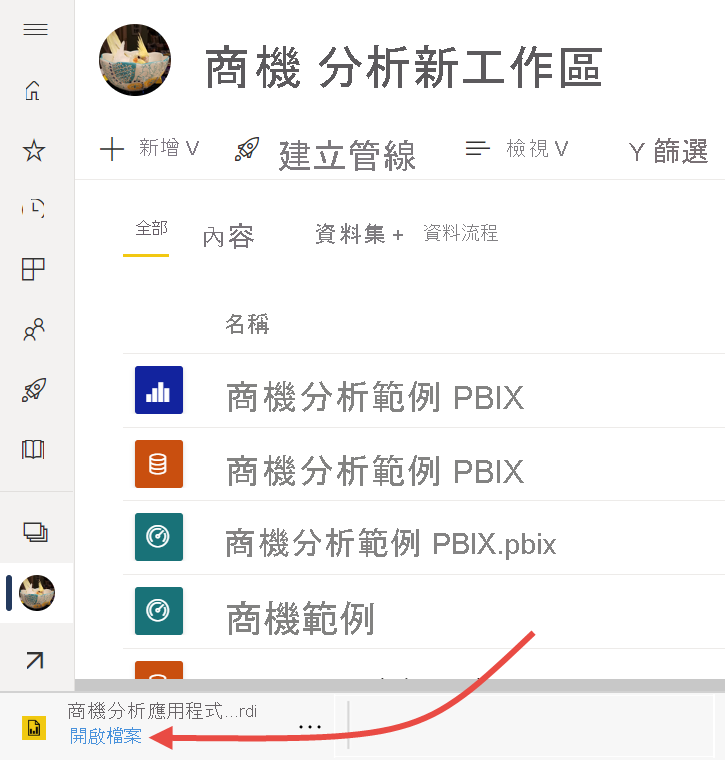 商機 分析新工作區
新增 V 建立管線 檢視 V Y 篩選
全部 內容 資料集 + 資料流程
名稱
商機分析範例 PBIX
商機分析範例 PBIX
商機分析範例 PBIX.pbix
商機範例
商機分析應用程式...rdi
開啟檔案